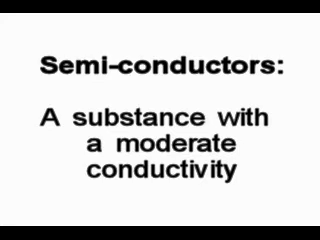 Semi-conductors:
A substance with
a moderate
conductivity